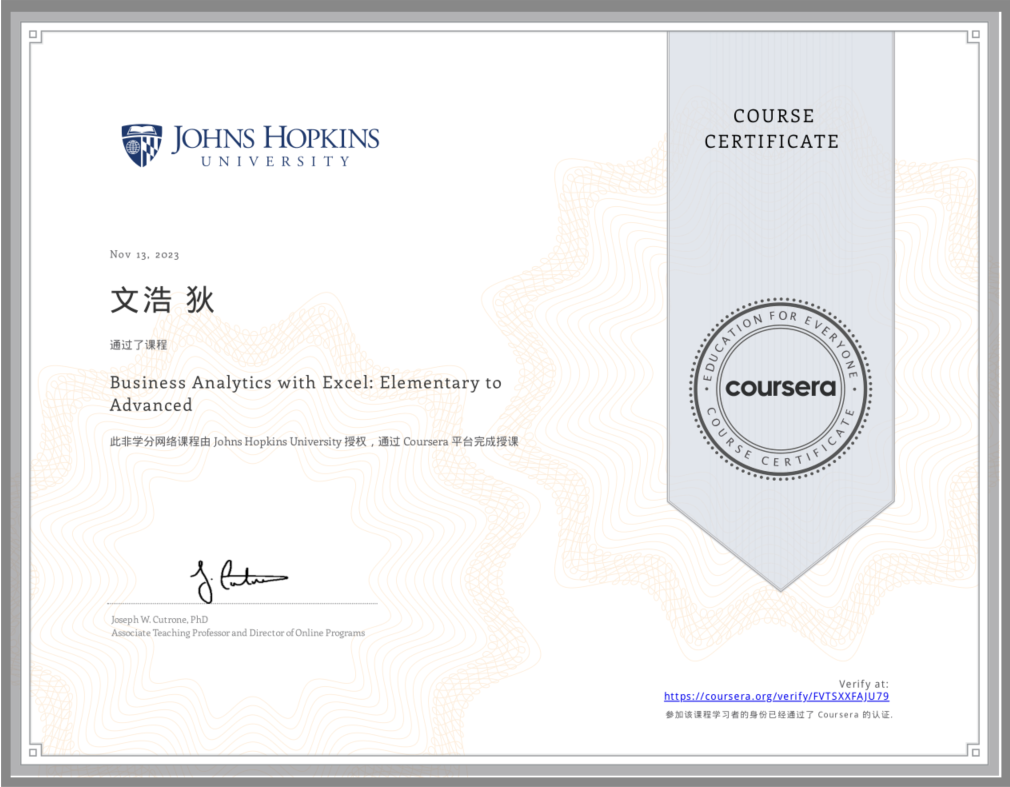 JOHNS HOPKINS
UNIVERSITY
COURSE
CERTIFICATE
Nov 13, 2023
文浩 狄
通过了课程
Business Analytics with Excel: Elementary to
Advanced
此非学分网络课程由 Johns Hopkins University 授权，通过 Coursera 平台完成授课
EDUCATION FOR EVERYONE
coursera
COURSE CERTIFICATE
J. Cutrone
Joseph W. Cutrone, PhD
Associate Teaching Professor and Director of Online Programs
Verify at:
https://coursera.org/verify/FVTSXXFAJU79
参加该课程学习者的身份已经通过了 Coursera 的认证.